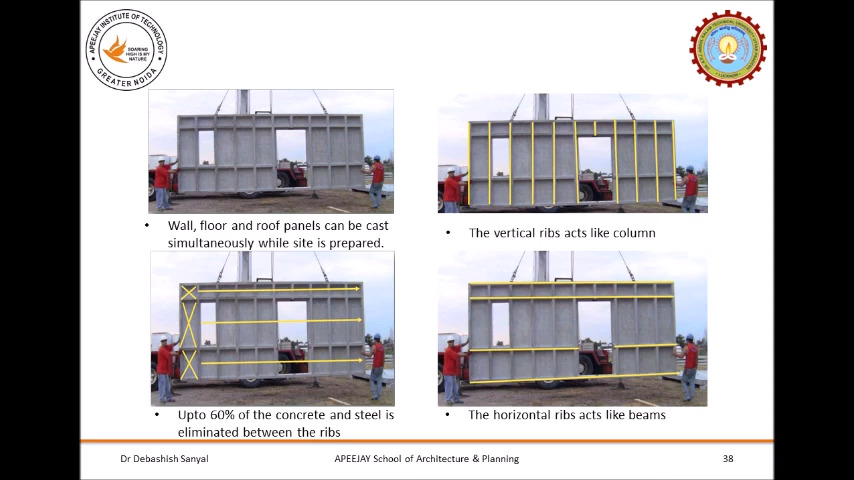 APEEJAY INSTITUTE OF TECHNOLOGY
SOARING
HIGH IS MY
NATURE
GREATER NOIDA
• Wall, floor and roof panels can be cast
simultaneously while site is prepared.
• The vertical ribs acts like column
• Upto 60% of the concrete and steel is
eliminated between the ribs
• The horizontal ribs acts like beams
Dr Debashish Sanyal
APEEJAY School of Architecture & Planning
38